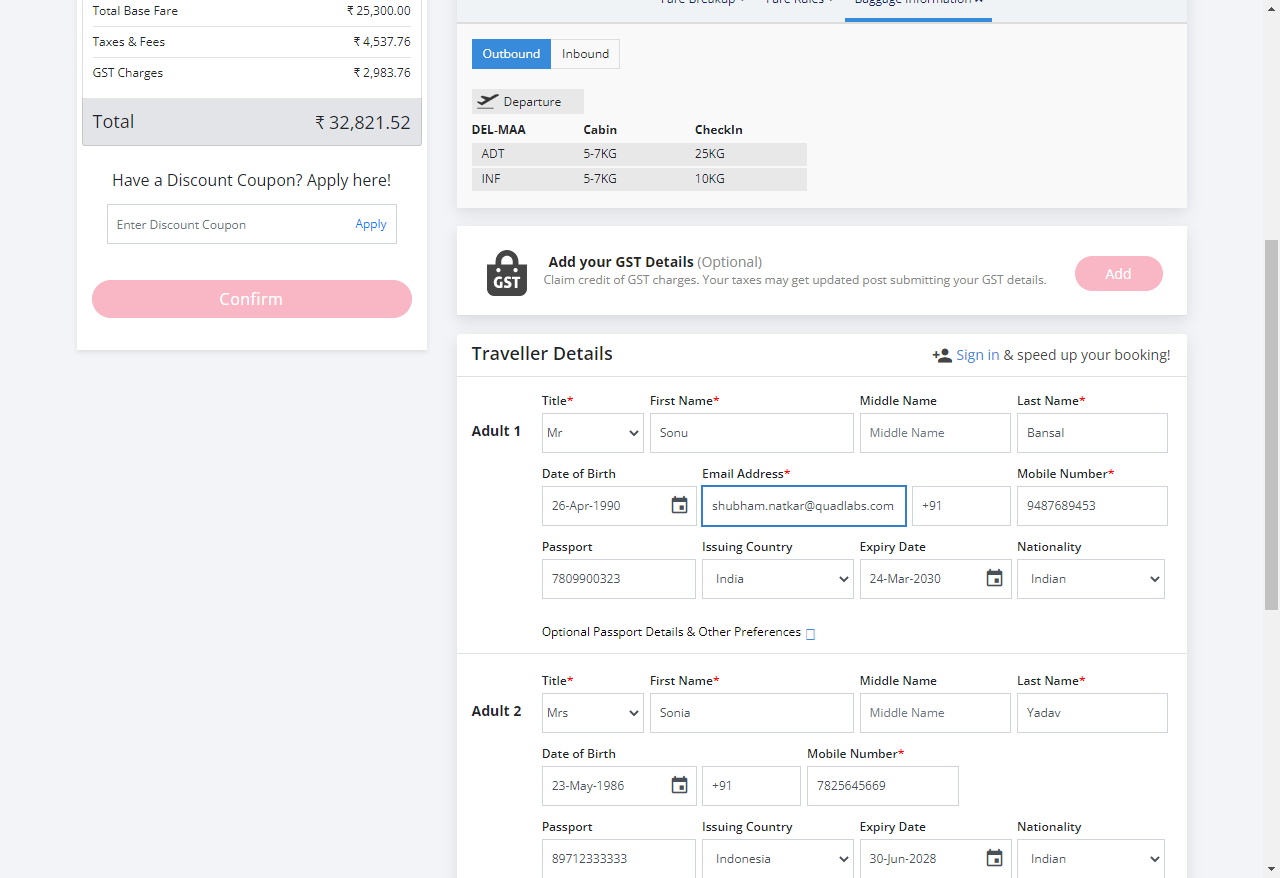 Total Base Fare ₹ 25,300.00
Taxes & Fees ₹ 4,537.76
GST Charges ₹ 2,983.76
Total ₹ 32,821.52
Have a Discount Coupon? Apply here!
Enter Discount Coupon Apply
Confirm
Fare Breakup Fare Rules Baggage Information
Outbound Inbound
Departure
DEL-MAA Cabin CheckIn
ADT 5-7KG 25KG
INF 5-7KG 10KG
GST
Add your GST Details (Optional)
Claim credit of GST charges. Your taxes may get updated post submitting your GST details.
Add
Traveller Details Sign in & speed up your booking!
Title* First Name* Middle Name Last Name*
Adult 1 Mr Sonu Middle Name Bansal
Date of Birth Email Address* Mobile Number*
26-Apr-1990 shubham.natkar@quadlabs.com +91 9487689453
Passport Issuing Country Expiry Date Nationality
7809900323 India 24-Mar-2030 Indian
Optional Passport Details & Other Preferences
Title* First Name* Middle Name Last Name*
Adult 2 Mrs Sonia Middle Name Yadav
Date of Birth Mobile Number*
23-May-1986 +91 7825645669
Passport Issuing Country Expiry Date Nationality
89712333333 Indonesia 30-Jun-2028 Indian